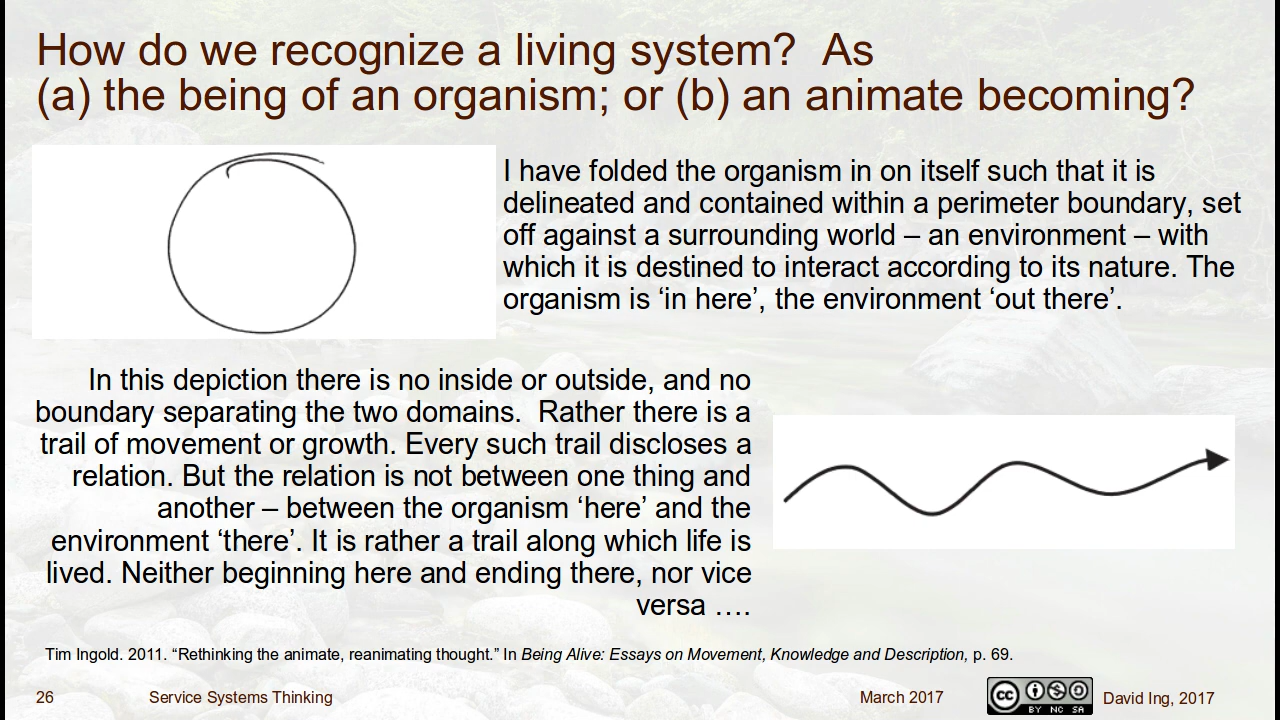 How do we recognize a living system?  As
(a) the being of an organism; or (b) an animate becoming?
I have folded the organism in on itself such that it is
delineated and contained within a perimeter boundary, set
off against a surrounding world – an environment – with
which it is destined to interact according to its nature. The
organism is ‘in here’, the environment ‘out there’.
In this depiction there is no inside or outside, and no
boundary separating the two domains.  Rather there is a
trail of movement or growth. Every such trail discloses a
relation. But the relation is not between one thing and
another – between the organism ‘here’ and the
environment ‘there’. It is rather a trail along which life is
lived. Neither beginning here and ending there, nor vice
versa ….
Tim Ingold. 2011. “Rethinking the animate, reanimating thought.” In Being Alive: Essays on Movement, Knowledge and Description, p. 69.
26 Service Systems Thinking March 2017 David Ing, 2017
cc
BY NC SA